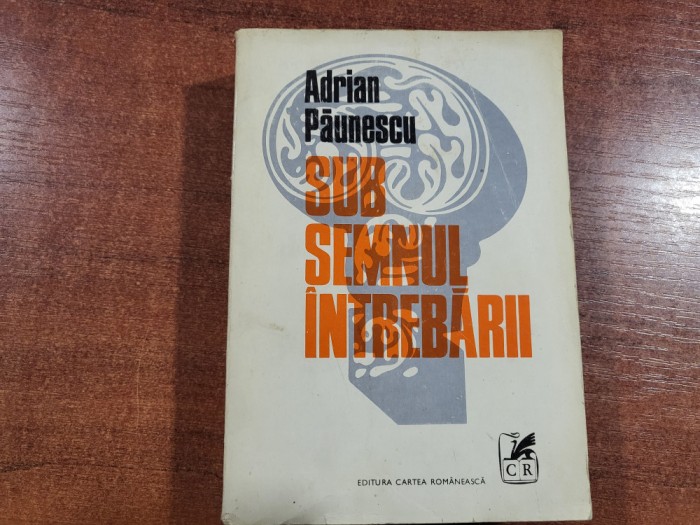 Adrian
Păunescu
SUB
SEMNUL
ÎNTREBĂRII
CR
EDITURA CARTEA ROMÂNEASCĂ